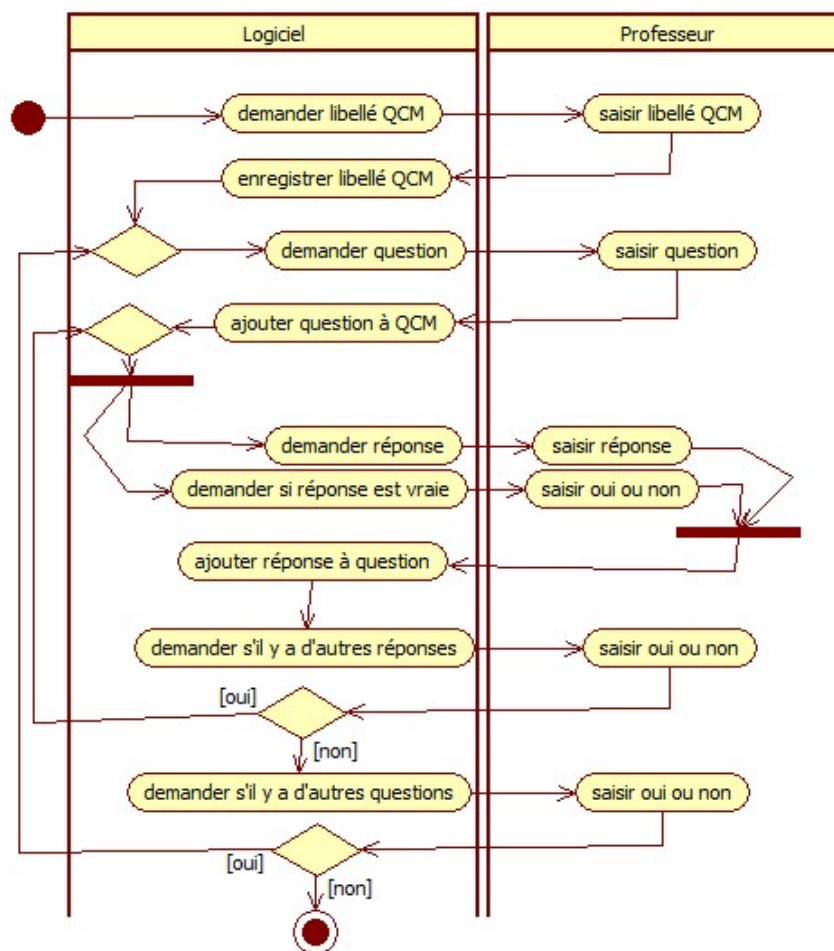 Logiciel
Professeur
demander libellé QCM
saisir libellé QCM
enregistrer libellé QCM
demander question
saisir question
ajouter question à QCM
demander réponse
saisir réponse
demander si réponse est vraie
saisir oui ou non
ajouter réponse à question
demander s'il y a d'autres réponses
saisir oui ou non
[oui]
[non]
demander s'il y a d'autres questions
saisir oui ou non
[oui]
[non]